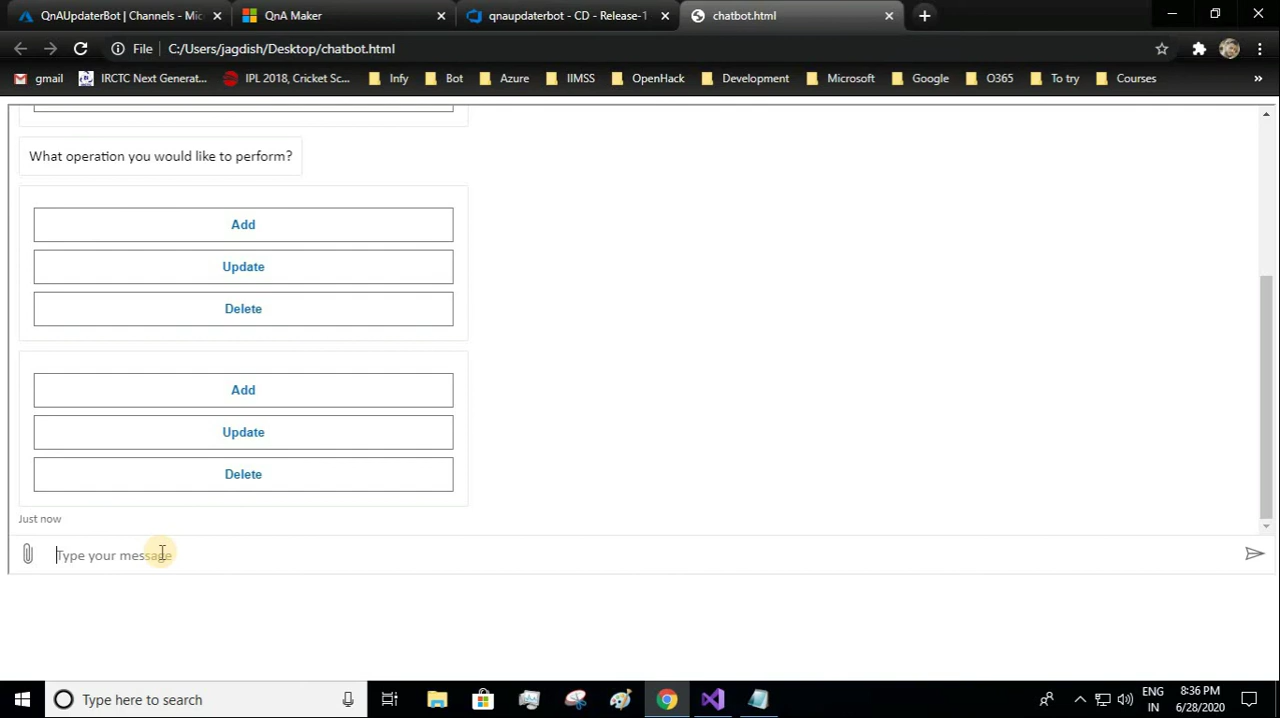 QnAUpdaterBot | Channels - Mic
QnA Maker
qnaupdaterbot - CD - Release-1
chatbot.html
File
C:/Users/jagdish/Desktop/chatbot.html
gmail
IRCTC Next Generat...
IPL 2018, Cricket Sc...
Infy
Bot
Azure
IIMSS
OpenHack
Development
Microsoft
Google
O365
To try
Courses
»
What operation you would like to perform?
Add
Update
Delete
Add
Update
Delete
Just now
Type your message
Type here to search
ENG
IN
8:36 PM
6/28/2020